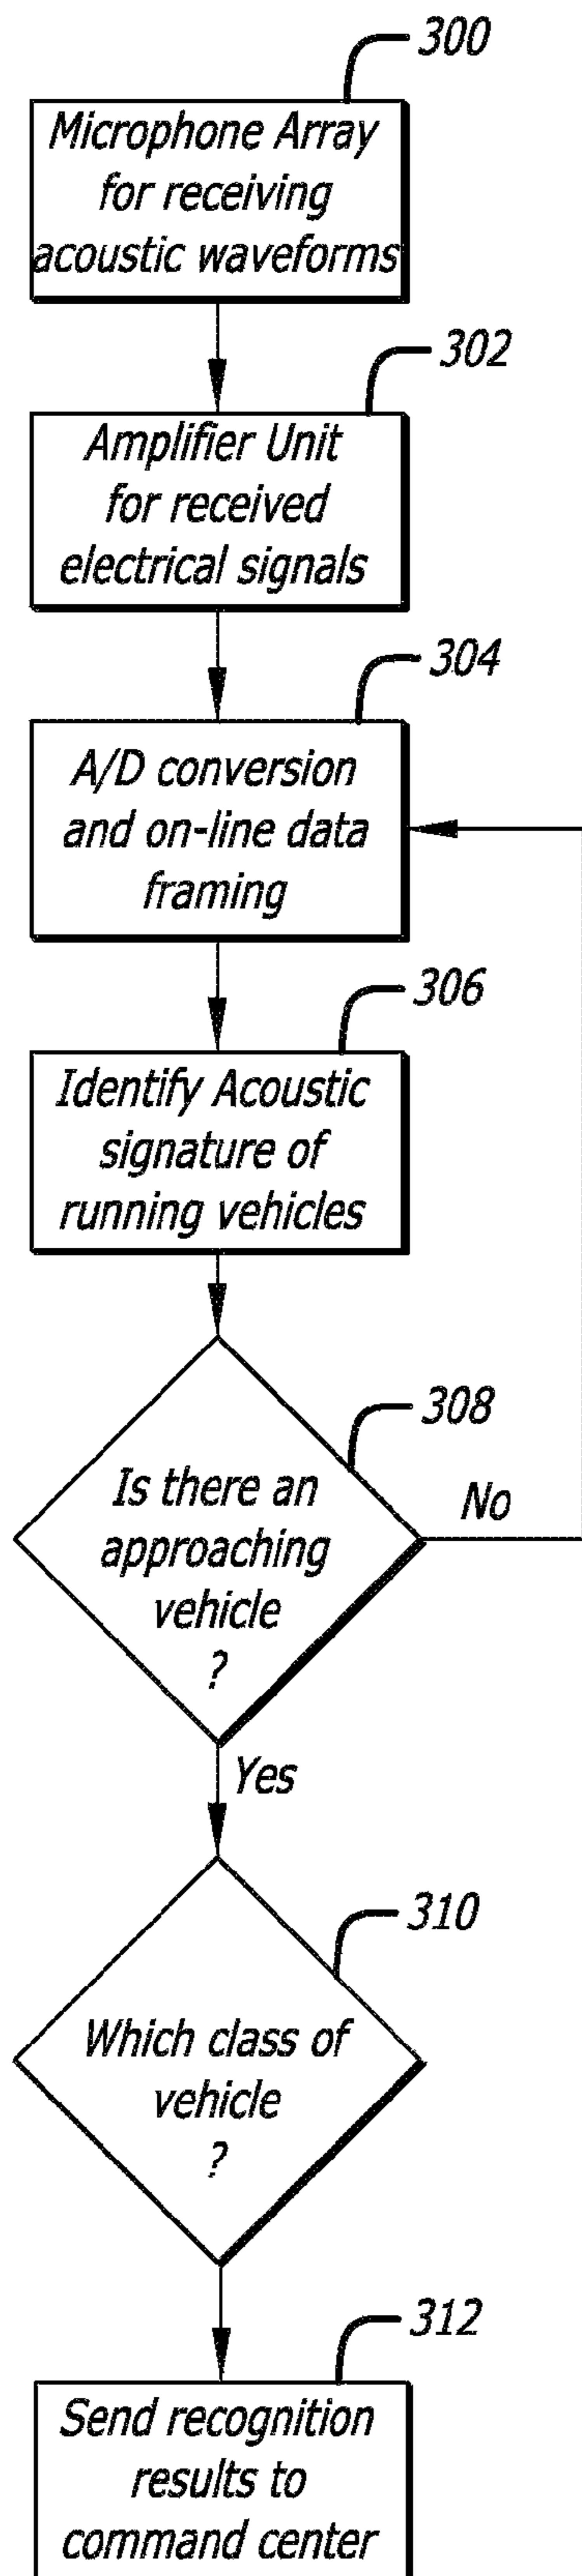 300
Microphone Array
for receiving
acoustic waveforms
302
Amplifier Unit
for received
electrical signals
304
A/D conversion
and on-line data
framing
306
Identify Acoustic
signature of
running vehicles
308
Is there an
approaching
vehicle
?
No
Yes
310
Which class of
vehicle
?
312
Send recognition
results to
command center